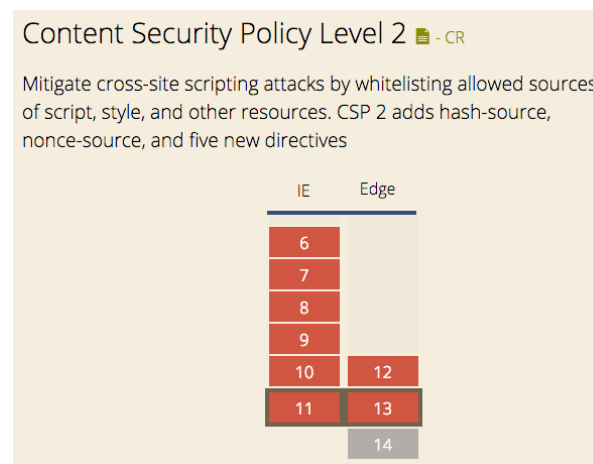 Content Security Policy Level 2 - CR
Mitigate cross-site scripting attacks by whitelisting allowed sources
of script, style, and other resources. CSP 2 adds hash-source,
nonce-source, and five new directives
IE Edge
6
7
8
9
10 12
11 13
14